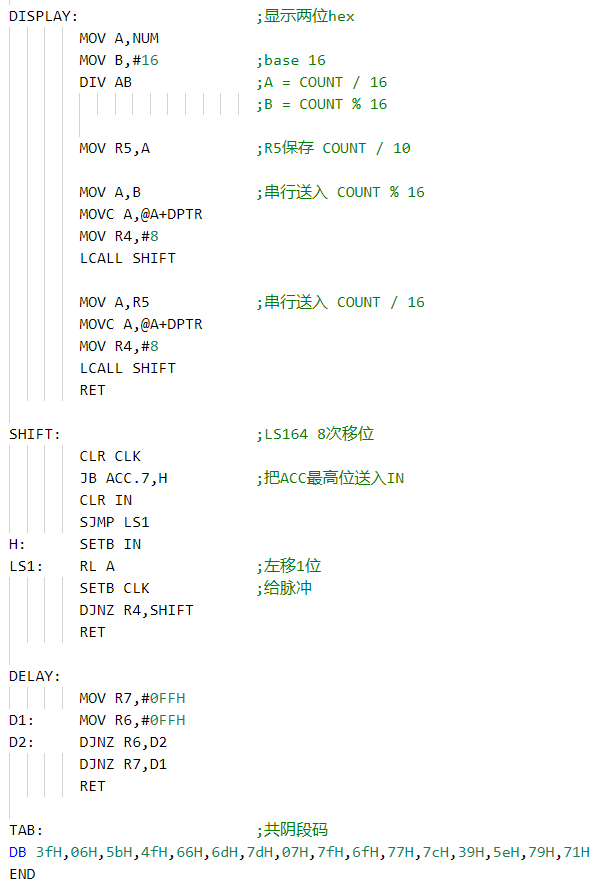 DISPLAY: ;显示两位hex
MOV A,NUM
MOV B,#16 ;base 16
DIV AB ;A = COUNT / 16
;B = COUNT % 16
MOV R5,A ;R5保存 COUNT / 10
MOV A,B ;串行送入 COUNT % 16
MOVC A,@A+DPTR
MOV R4,#8
LCALL SHIFT
MOV A,R5 ;串行送入 COUNT / 16
MOVC A,@A+DPTR
MOV R4,#8
LCALL SHIFT
RET
SHIFT: ;LS164 8次移位
CLR CLK
JB ACC.7,H ;把ACC最高位送入IN
CLR IN
SJMP LS1
H: SETB IN
LS1: RL A ;左移1位
SETB CLK ;给脉冲
DJNZ R4,SHIFT
RET
DELAY:
MOV R7,#0FFH
D1: MOV R6,#0FFH
D2: DJNZ R6,D2
DJNZ R7,D1
RET
TAB: ;共阴段码
DB 3fH,06H,5bH,4fH,66H,6dH,7dH,07H,7fH,6fH,77H,7cH,39H,5eH,79H,71H
END